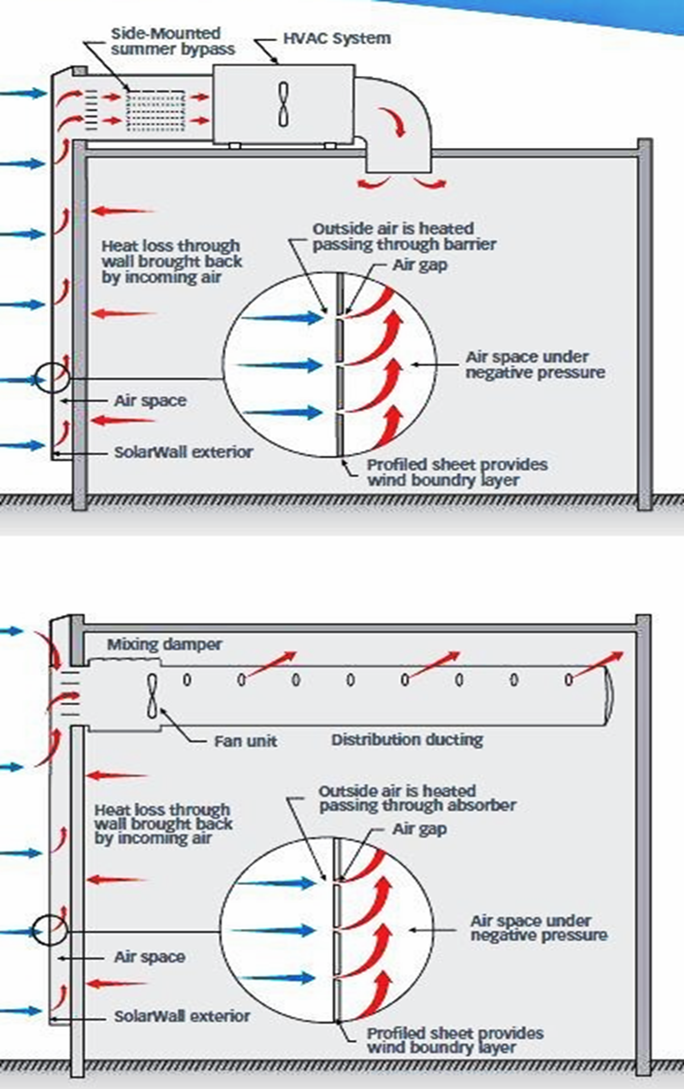 Side-Mounted
summer bypass
HVAC System
Outside air is heated
passing through barrier
Air gap
Heat loss through
wall brought back
by incoming air
Air space under
negative pressure
Air space
SolarWall exterior
Profiled sheet provides
wind boundry layer
Mixing damper
Fan unit
Distribution ducting
Outside air is heated
passing through absorber
Air gap
Heat loss through
wall brought back
by incoming air
Air space under
negative pressure
Air space
SolarWall exterior
Profiled sheet provides
wind boundry layer